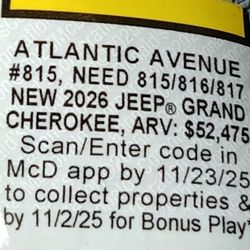 ATLANTIC AVENUE
#815, NEED 815/816/817
NEW 2026 JEEP® GRAND
CHEROKEE, ARV: $52,475
Scan/Enter code in
McD app by 11/23/25
to collect properties &
by 11/2/25 for Bonus Play